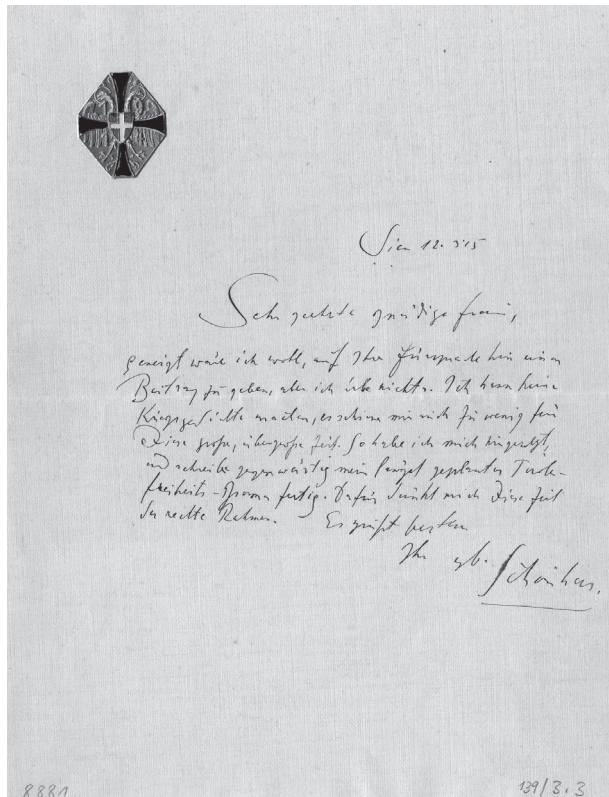 Wien 12. 3. 15
Sehr geehrte gnädige Frau,
geneigt wäre ich wohl, auf Ihre Fürsprache hin einen
Beitrag zu geben, aber ich habe nichts. Ich kann keine
Kriegsgedichte machen, es schiene mir auch zu wenig für
diese große, übergroße Zeit. So habe ich mich hingesetzt,
und schreibe gegenwärtig mein längst geplantes Tiroler-
freiheits-Drama fertig. Dafür dünkt mich diese Zeit
der rechte Rahmen. Es grüßt bestens
Ihr erg. Schönherr.
8881
139/3.3